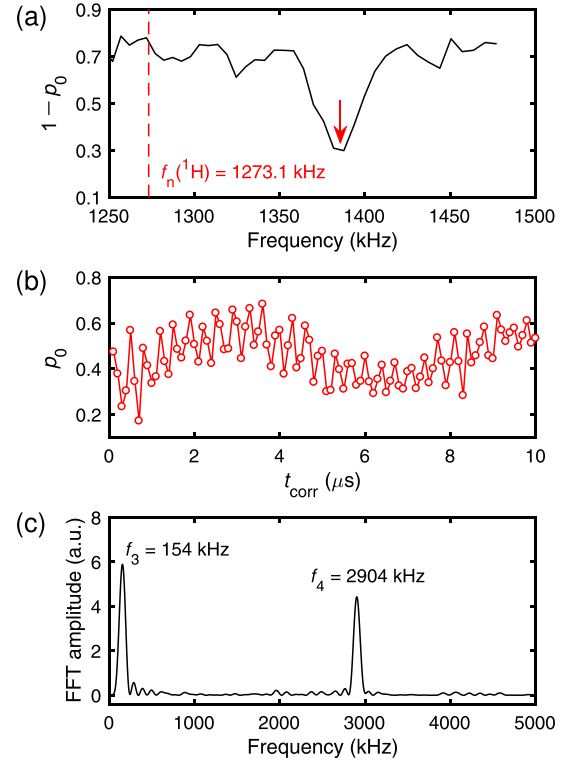 (a)
0.9
0.7
0.5
0.3
0.1
1 − p0
fn(1H) = 1273.1 kHz
1250 1300 1350 1400 1450 1500
Frequency (kHz)
(b)
0.8
0.6
0.4
0.2
p0
0 2 4 6 8 10
tcorr (μs)
(c)
8
6
4
2
0
FFT amplitude (a.u.)
f3 = 154 kHz
f4 = 2904 kHz
0 1000 2000 3000 4000 5000
Frequency (kHz)